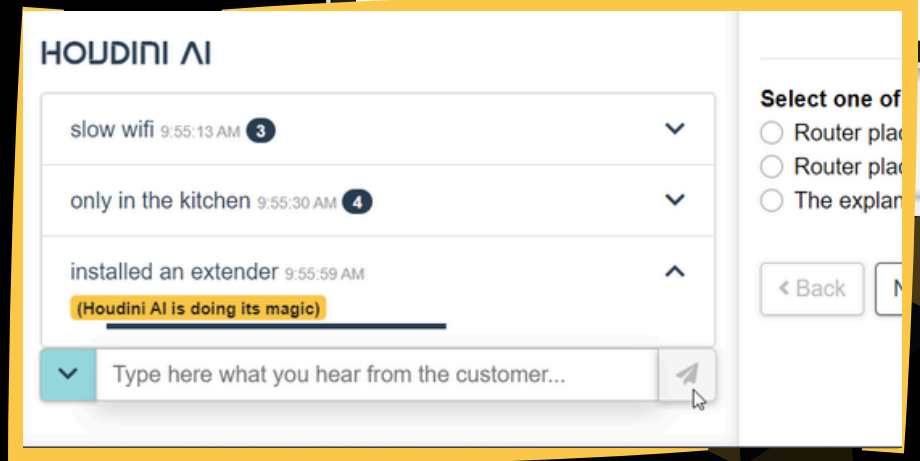 HOUDINI AI
slow wifi 9:55:13 AM 3
only in the kitchen 9:55:30 AM 4
installed an extender 9:55:59 AM
(Houdini AI is doing its magic)
Type here what you hear from the customer...
Select one of
Router plac
Router plac
The explan
Back N